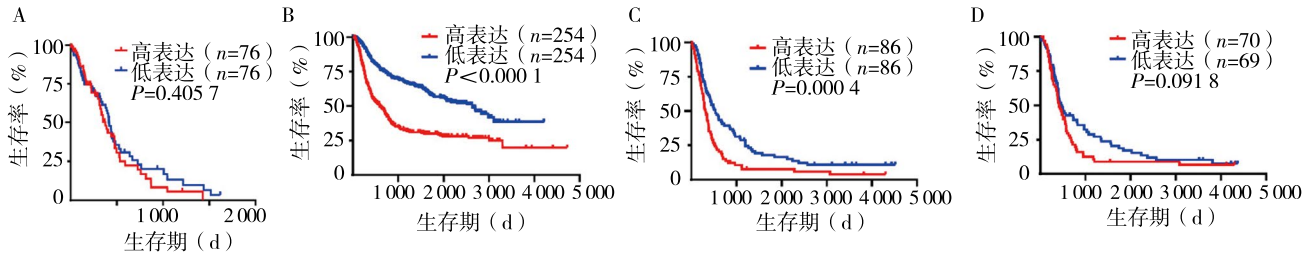 A
生存率（%）
100
75
50
25
0
高表达（n=76）
低表达（n=76）
P=0.405 7
1 000
2 000
生存期（d）
B
生存率（%）
100
75
50
25
0
高表达（n=254）
低表达（n=254）
P＜0.000 1
1 000
2 000
3 000
4 000
5 000
生存期（d）
C
生存率（%）
100
75
50
25
0
高表达（n=86）
低表达（n=86）
P=0.000 4
1 000
2 000
3 000
4 000
5 000
生存期（d）
D
生存率（%）
100
75
50
25
0
高表达（n=70）
低表达（n=69）
P=0.091 8
1 000
2 000
3 000
4 000
5 000
生存期（d）